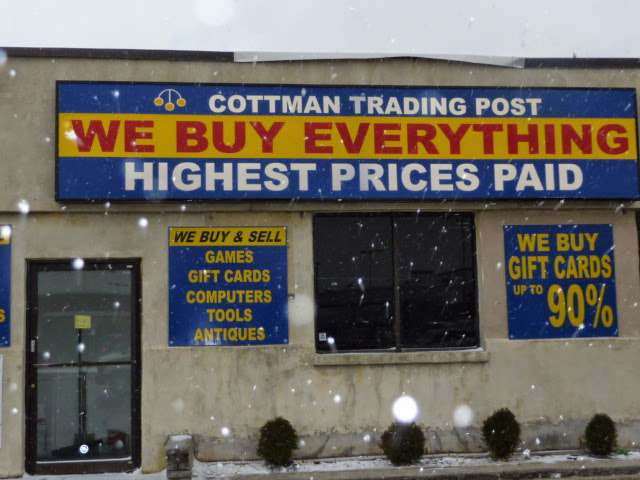 COTTMAN TRADING POST
WE BUY EVERYTHING
HIGHEST PRICES PAID
WE BUY & SELL
GAMES
GIFT CARDS
COMPUTERS
TOOLS
ANTIQUES
WE BUY
GIFT CARDS
UP TO 90%